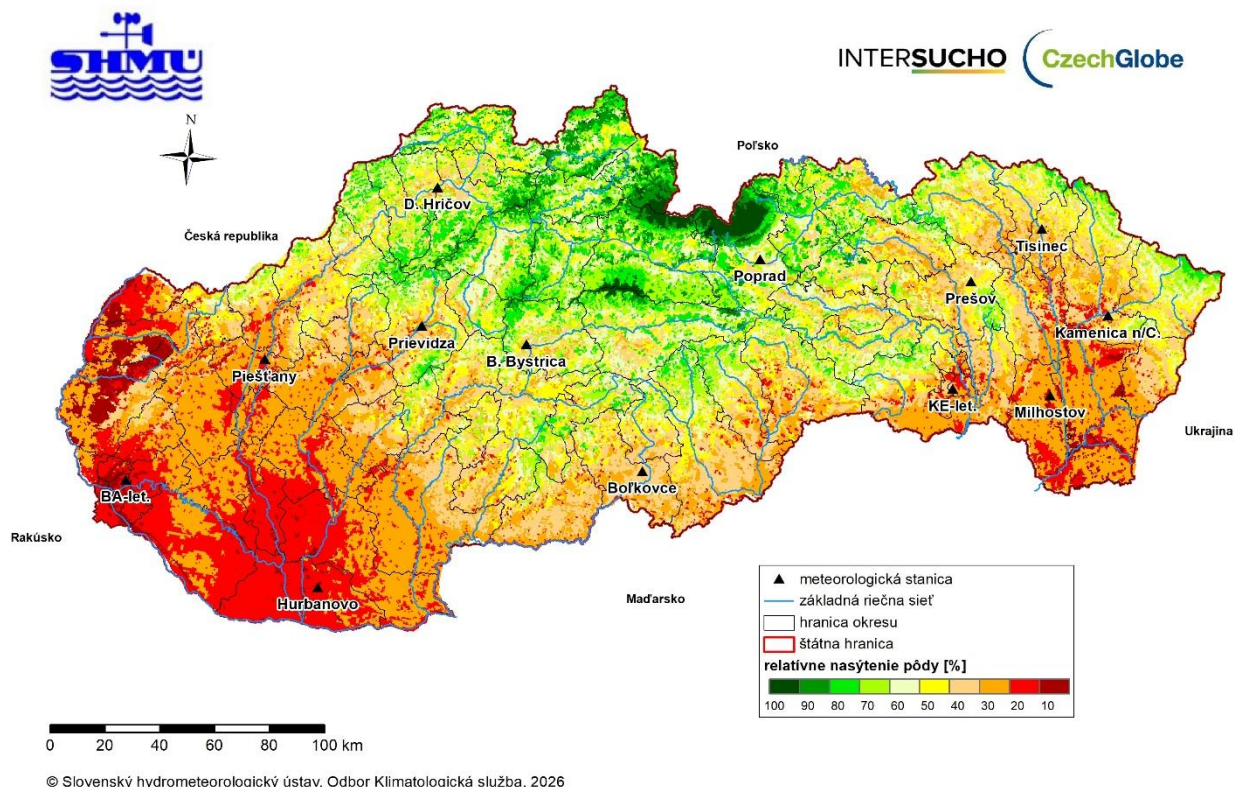 SHMÚ
INTERSUCHO
CzechGlobe
N
Poľsko
D. Hričov
Česká republika
Tisinec
Poprad
Prešov
Kamenica n/C.
Prievidza
B. Bystrica
Piešťany
KE-let.
Milhostov
Ukrajina
Boľkovce
BA-let.
Rakúsko
Maďarsko
Hurbanovo
meteorologická stanica
základná riečna sieť
hranica okresu
štátna hranica
relatívne nasýtenie pôdy [%]
100 90 80 70 60 50 40 30 20 10
0 20 40 60 80 100 km
© Slovenský hydrometeorologický ústav, Odbor Klimatologická služba, 2026